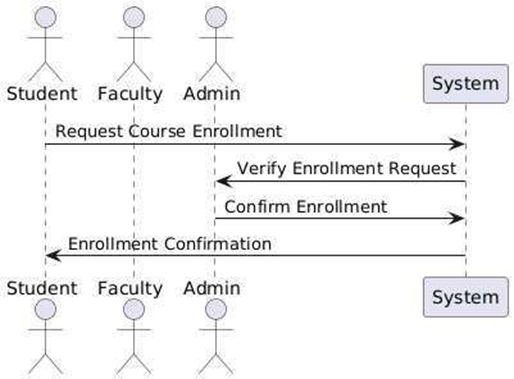 Student Faculty Admin System
Request Course Enrollment
Verify Enrollment Request
Confirm Enrollment
Enrollment Confirmation
Student Faculty Admin System